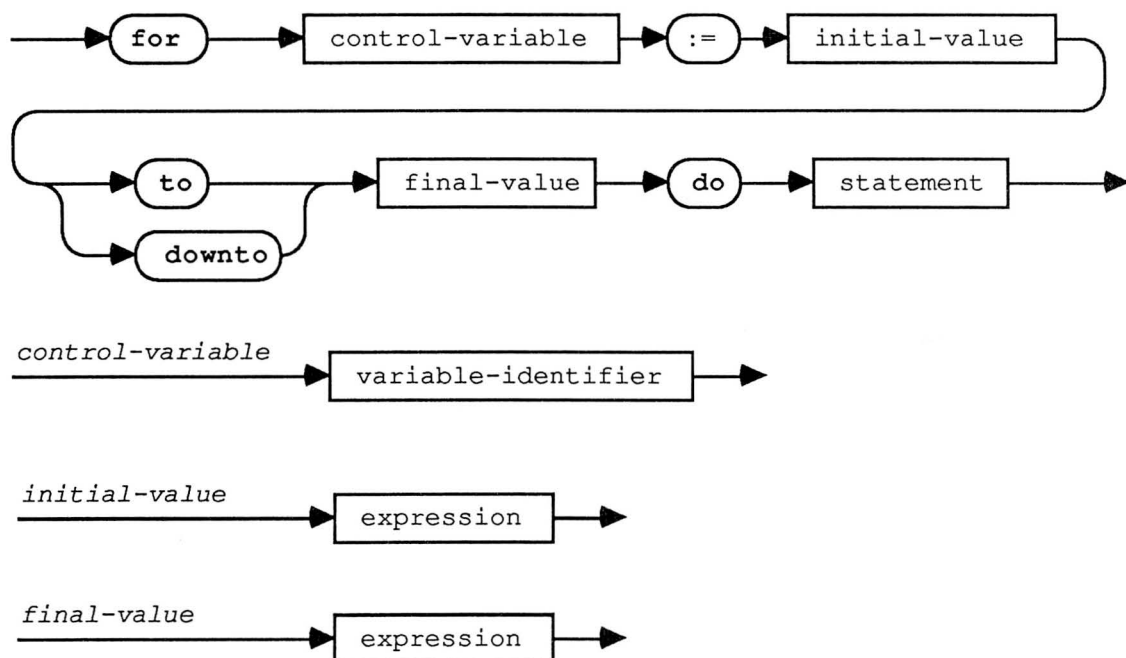 for control-variable := initial-value
to final-value do statement
downto
control-variable
variable-identifier
initial-value
expression
final-value
expression